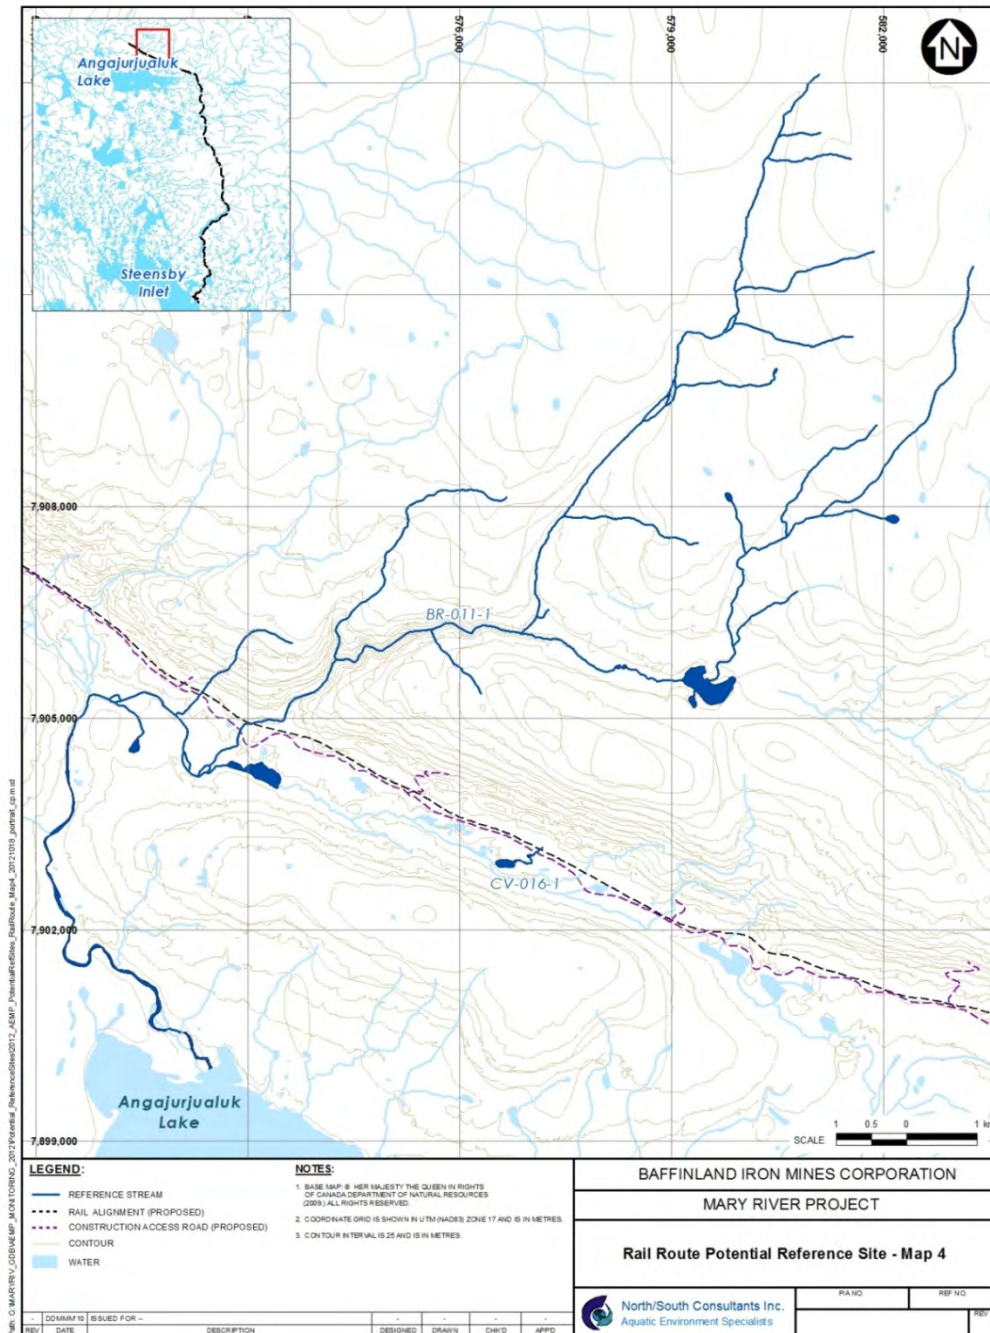 576,000
579,000
582,000
N
Angajurjualuk
Lake
Steensby
Inlet
7,908,000
BR-011-1
7,905,000
CV-016-1
7,902,000
Angajurjualuk
Lake
7,899,000
SCALE 1 0.5 0 1 km
LEGEND:
REFERENCE STREAM
RAIL ALIGNMENT (PROPOSED)
CONSTRUCTION ACCESS ROAD (PROPOSED)
CONTOUR
WATER
NOTES:
1. BASE MAP: © HER MAJESTY THE QUEEN IN RIGHTS
OF CANADA DEPARTMENT OF NATURAL RESOURCES
(2009.) ALL RIGHTS RESERVED.
2. COORDINATE GRID IS SHOWN IN UTM (NAD83) ZONE 17 AND IS IN METRES.
3. CONTOUR INTERVAL IS 25 AND IS IN METRES.
BAFFINLAND IRON MINES CORPORATION
MARY RIVER PROJECT
Rail Route Potential Reference Site - Map 4
North/South Consultants Inc.
Aquatic Environment Specialists
P/A NO.
REF NO.
REV
- DDMMM'10 ISSUED FOR -- - - - -
REV DATE DESCRIPTION DESIGNED DRAWN CHK'D APP'D